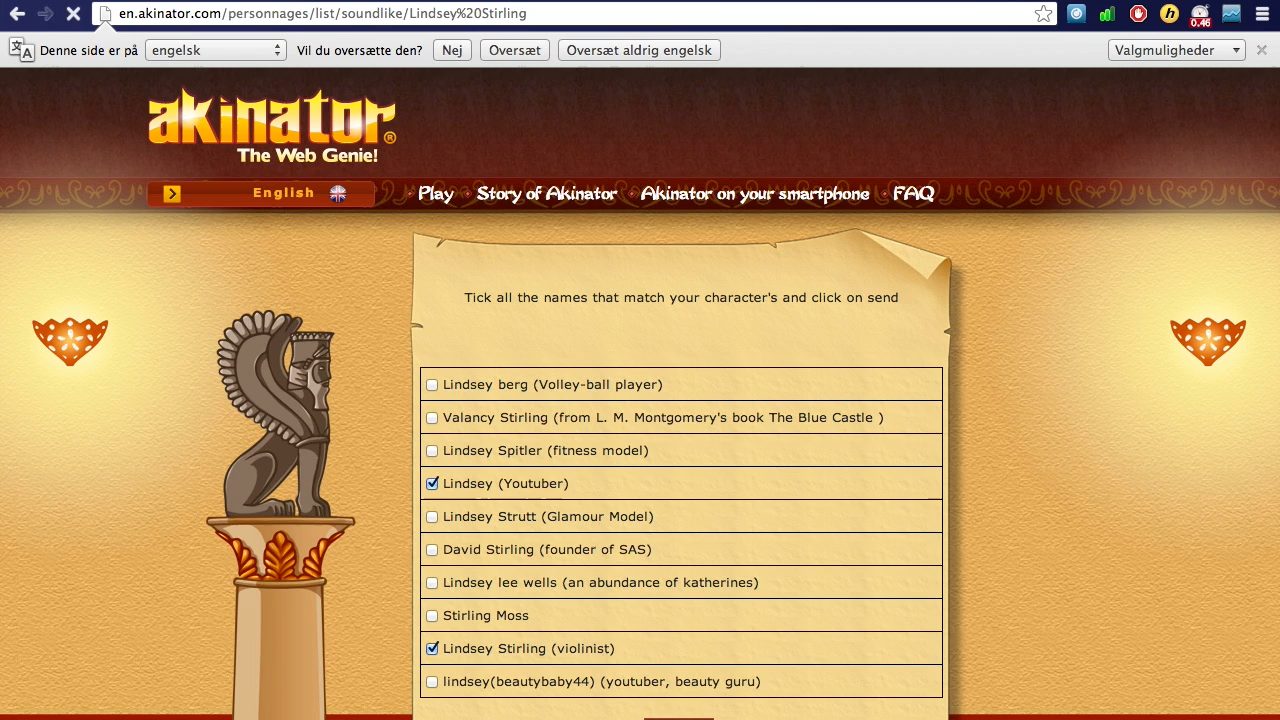 en.akinator.com/personnages/list/soundlike/Lindsey%20Stirling
h
0.46
Denne side er på engelsk Vil du oversætte den? Nej Oversæt Oversæt aldrig engelsk Valgmuligheder
akinator®
The Web Genie!
English Play Story of Akinator Akinator on your smartphone FAQ
Tick all the names that match your character's and click on send
Lindsey berg (Volley-ball player)
Valancy Stirling (from L. M. Montgomery's book The Blue Castle )
Lindsey Spitler (fitness model)
Lindsey (Youtuber)
Lindsey Strutt (Glamour Model)
David Stirling (founder of SAS)
Lindsey lee wells (an abundance of katherines)
Stirling Moss
Lindsey Stirling (violinist)
lindsey(beautybaby44) (youtuber, beauty guru)